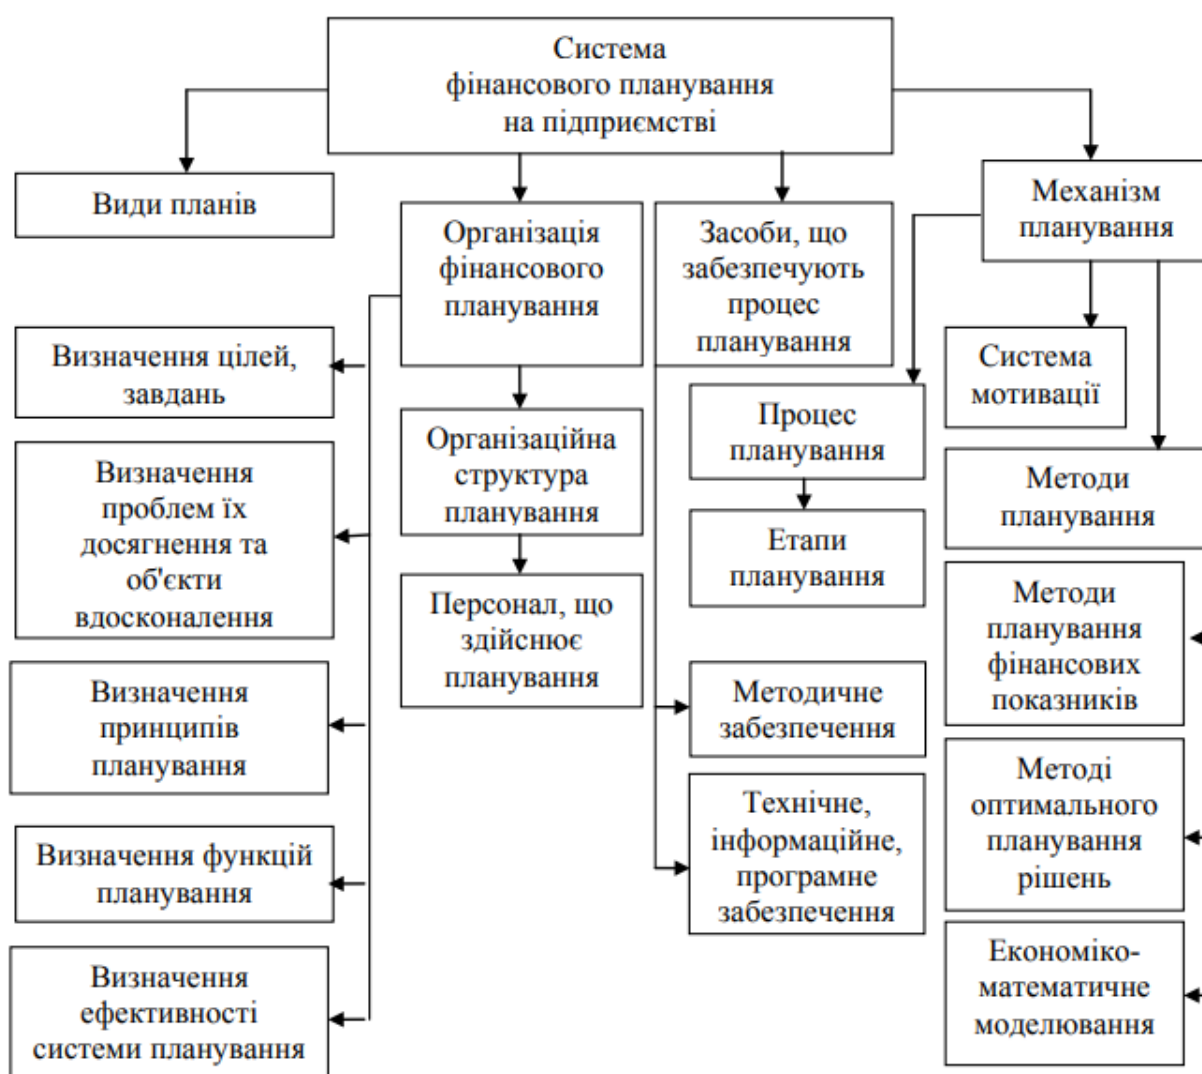 Система
фінансового планування
на підприємстві
Види планів
Організація
фінансового
планування
Засоби, що
забезпечують
процес
планування
Механізм
планування
Визначення цілей,
завдань
Організаційна
структура
планування
Процес
планування
Система
мотивації
Визначення
проблем їх
досягнення та
об'єкти
вдосконалення
Етапи
планування
Методи
планування
Персонал, що
здійснює
планування
Методи
планування
фінансових
показників
Визначення
принципів
планування
Методичне
забезпечення
Методі
оптимального
планування
рішень
Визначення функцій
планування
Технічне,
інформаційне,
програмне
забезпечення
Визначення
ефективності
системи планування
Економіко-
математичне
моделювання